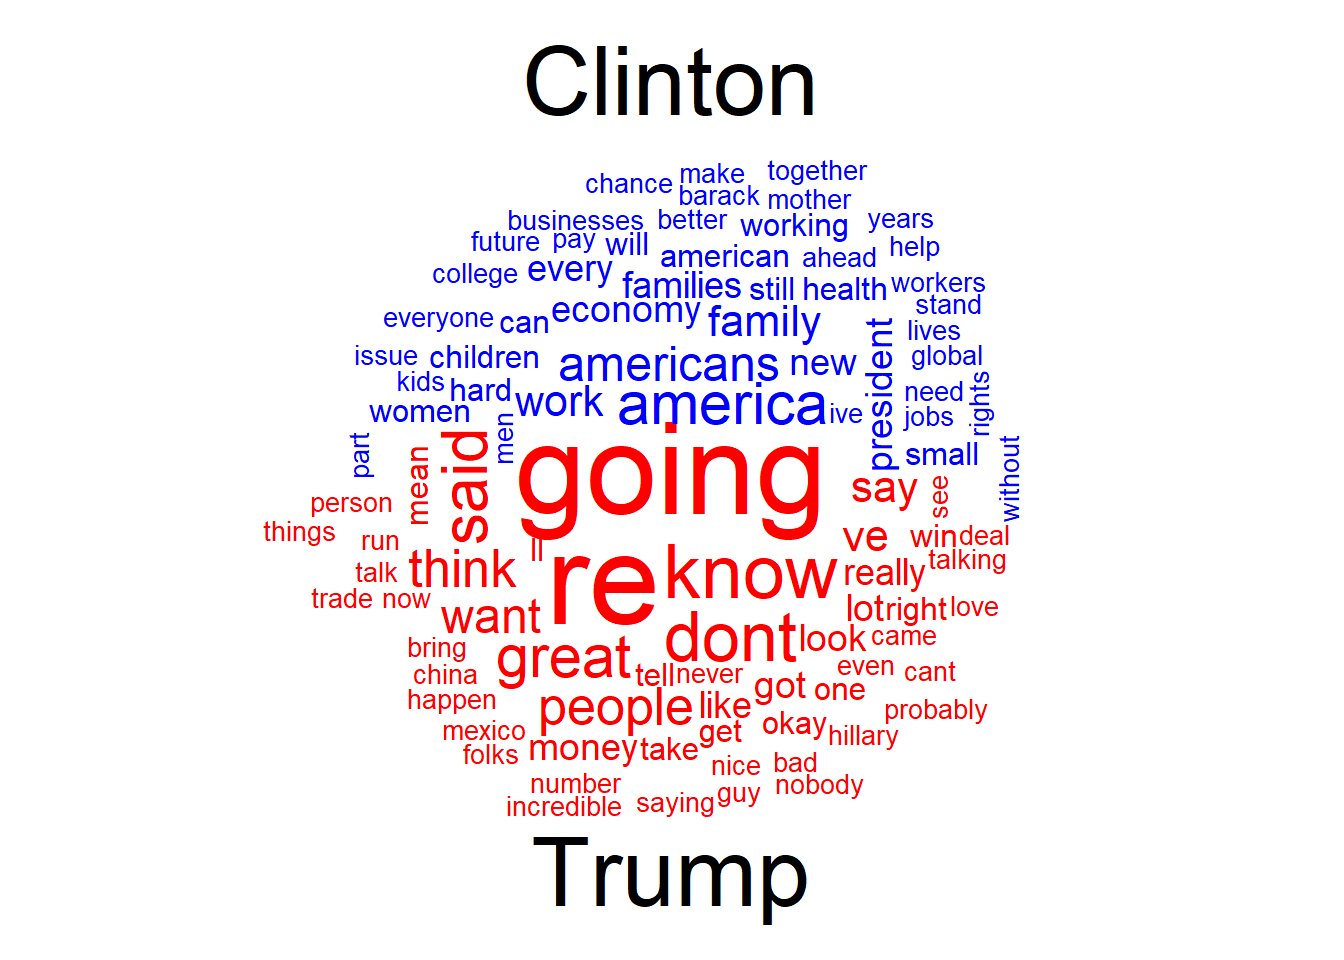 Clinton
chance make together
barack mother
businesses better working years
future pay will american ahead help
college every families still health workers
everyone can economy family president stand
lives
issue children americans new global
kids hard work america ive need rights
women men jobs
part mean said going say see small without
person
things run ll ve win deal
talk think re know really talking
trade now want lot right love
bring great dont look came
china tell never even cant
happen people like got one probably
mexico money take get okay hillary
folks nice bad
number guy nobody
incredible saying
Trump